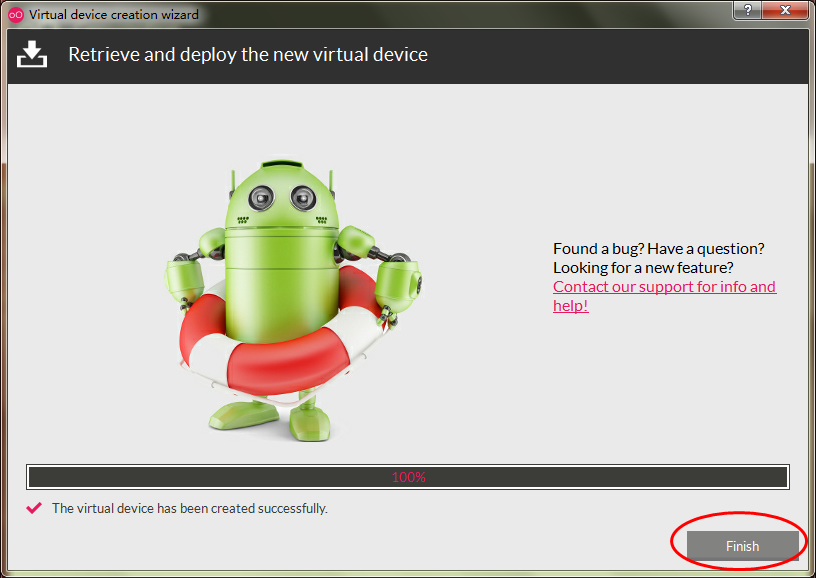 Virtual device creation wizard
?
Retrieve and deploy the new virtual device
Found a bug? Have a question?
Looking for a new feature?
Contact our support for info and
help!
100%
The virtual device has been created successfully.
Finish